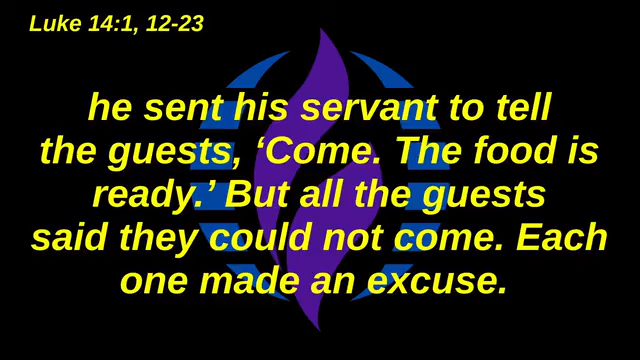 Luke 14:1, 12-23
he sent his servant to tell
the guests, ‘Come. The food is
ready.’ But all the guests
said they could not come. Each
one made an excuse.